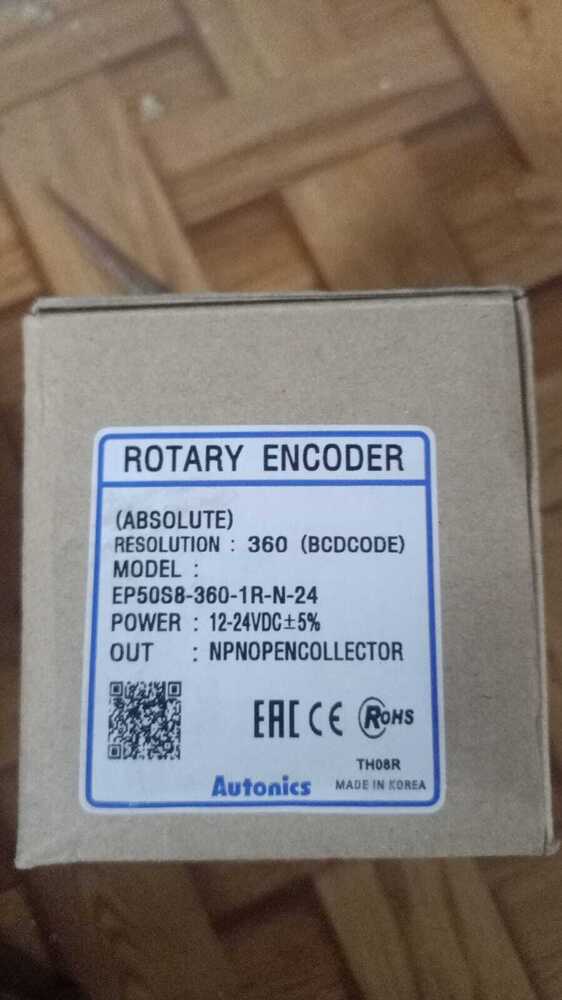 ROTARY ENCODER
(ABSOLUTE)
RESOLUTION : 360 (BCDCODE)
MODEL :
EP50S8-360-1R-N-24
POWER : 12-24VDC±5%
OUT : NPNOPENCOLLECTOR
EAC CE RoHS
TH08R
Autonics MADE IN KOREA